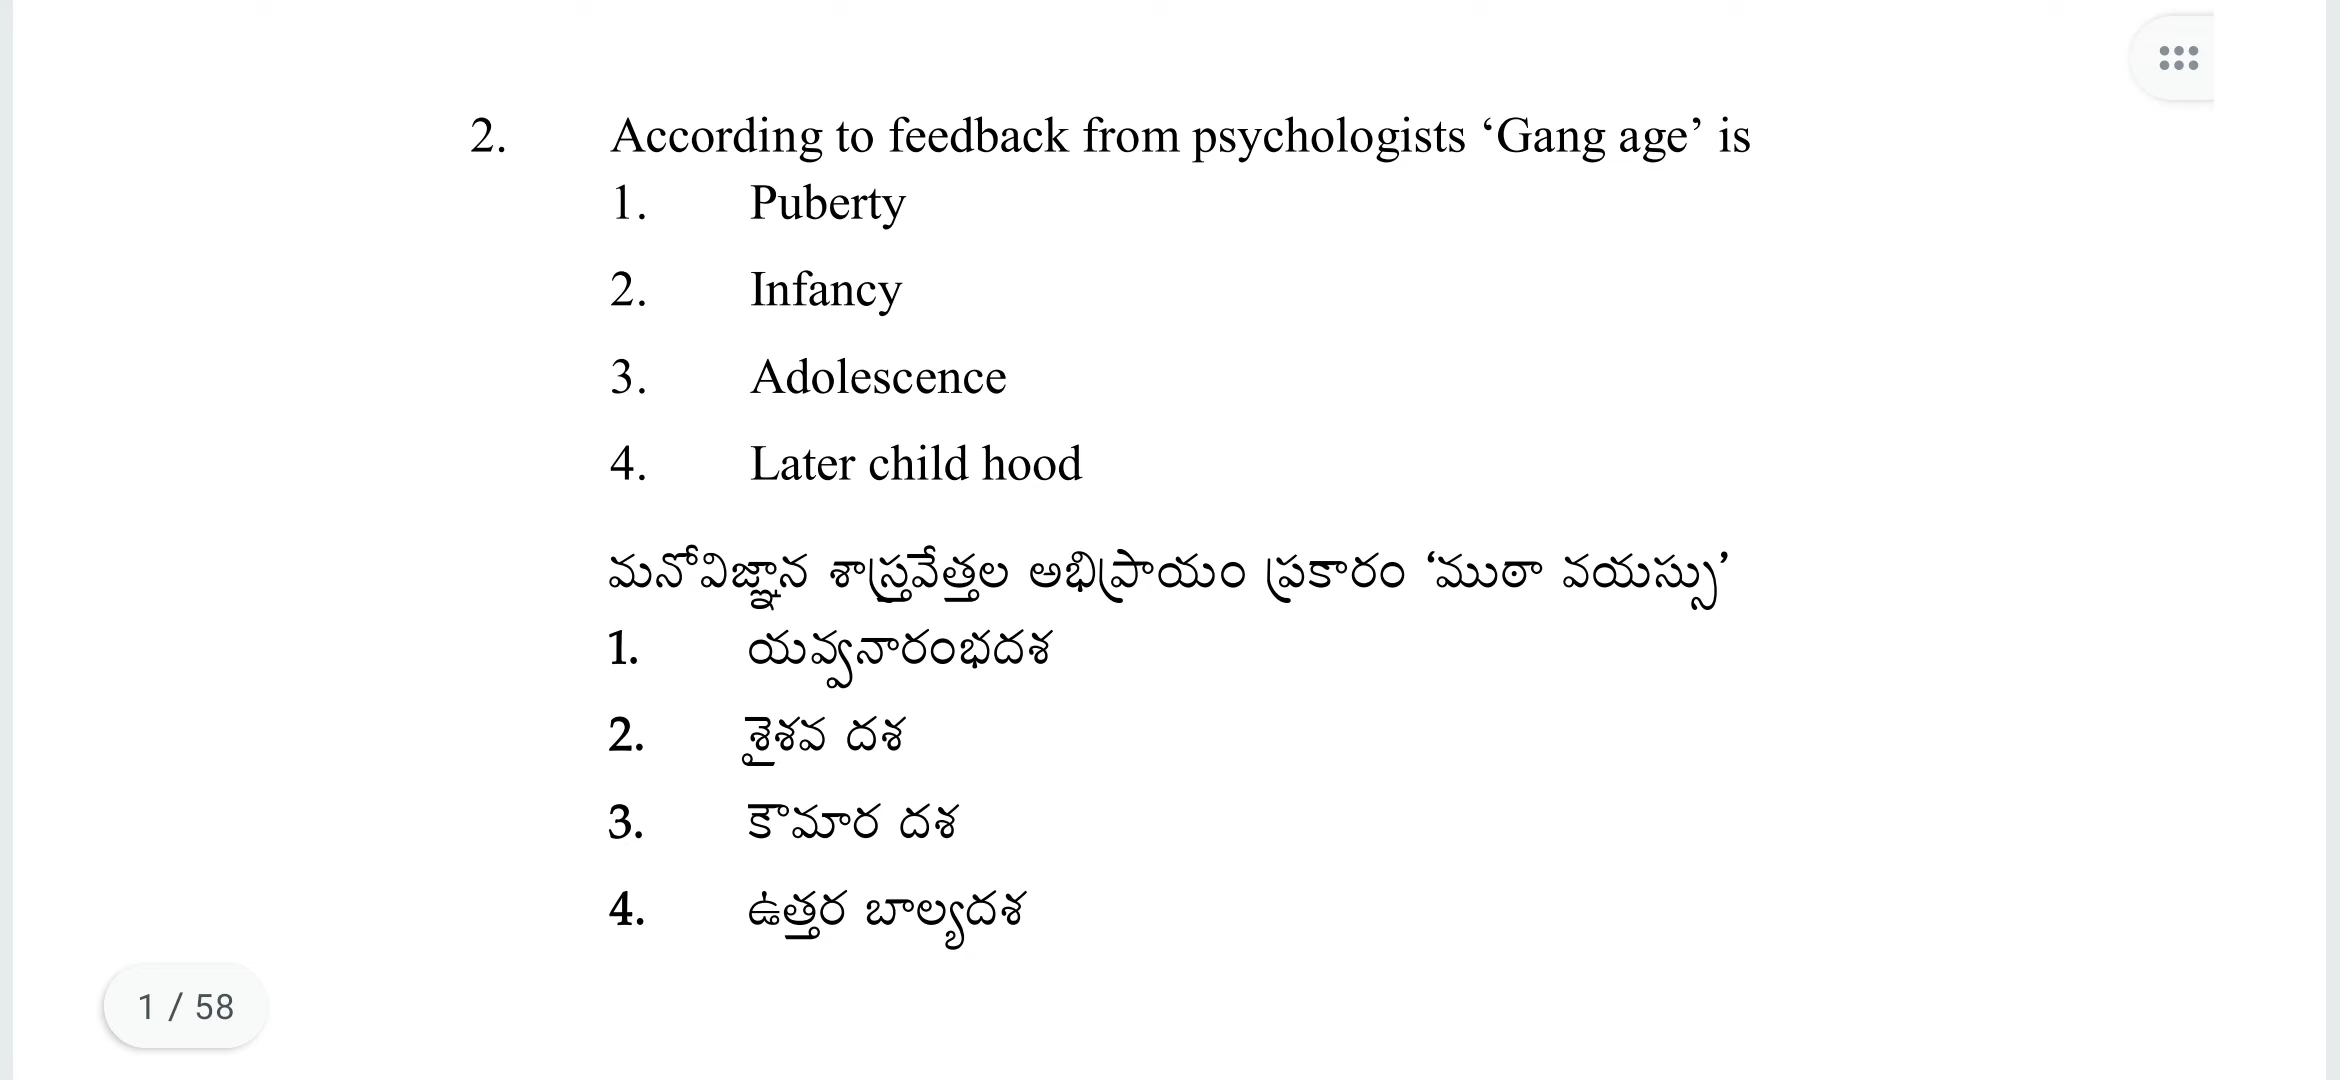 2. According to feedback from psychologists ‘Gang age’ is
1. Puberty
2. Infancy
3. Adolescence
4. Later child hood
మనోవిజ్ఞాన శాస్త్రవేత్తల అభిప్రాయం ప్రకారం ‘ముఠా వయస్సు’
1. యవ్వనారంభదశ
2. శైశవ దశ
3. కౌమార దశ
4. ఉత్తర బాల్యదశ
1 / 58